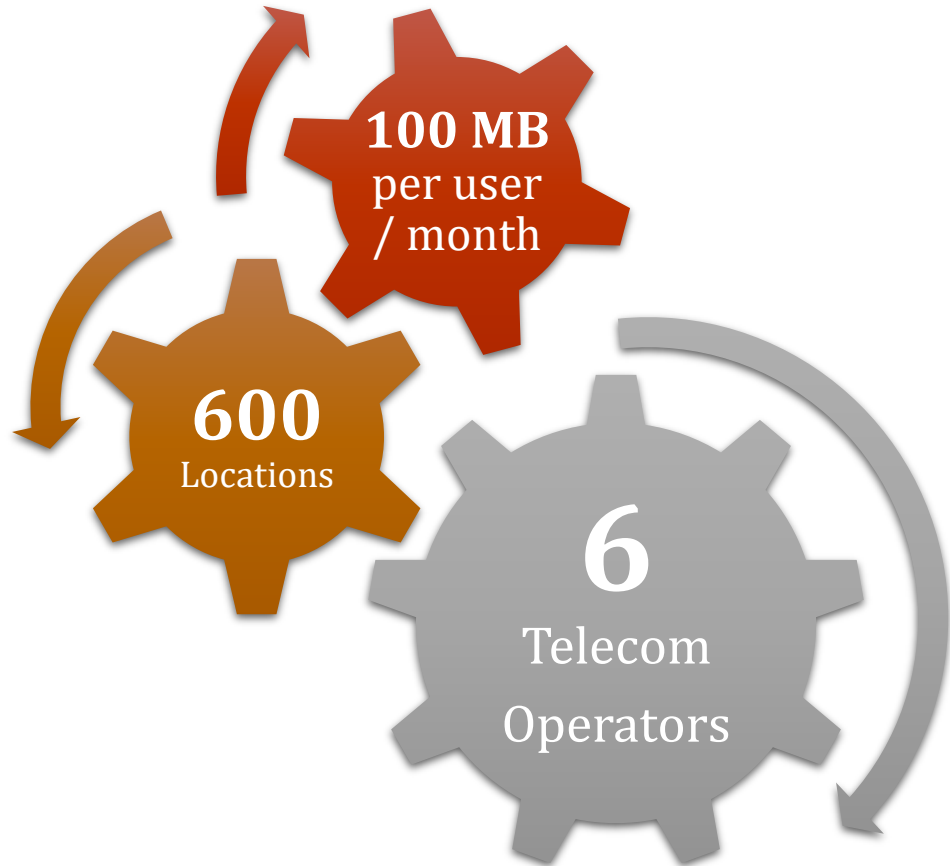 100 MB
per user
/ month
600
Locations
6
Telecom
Operators